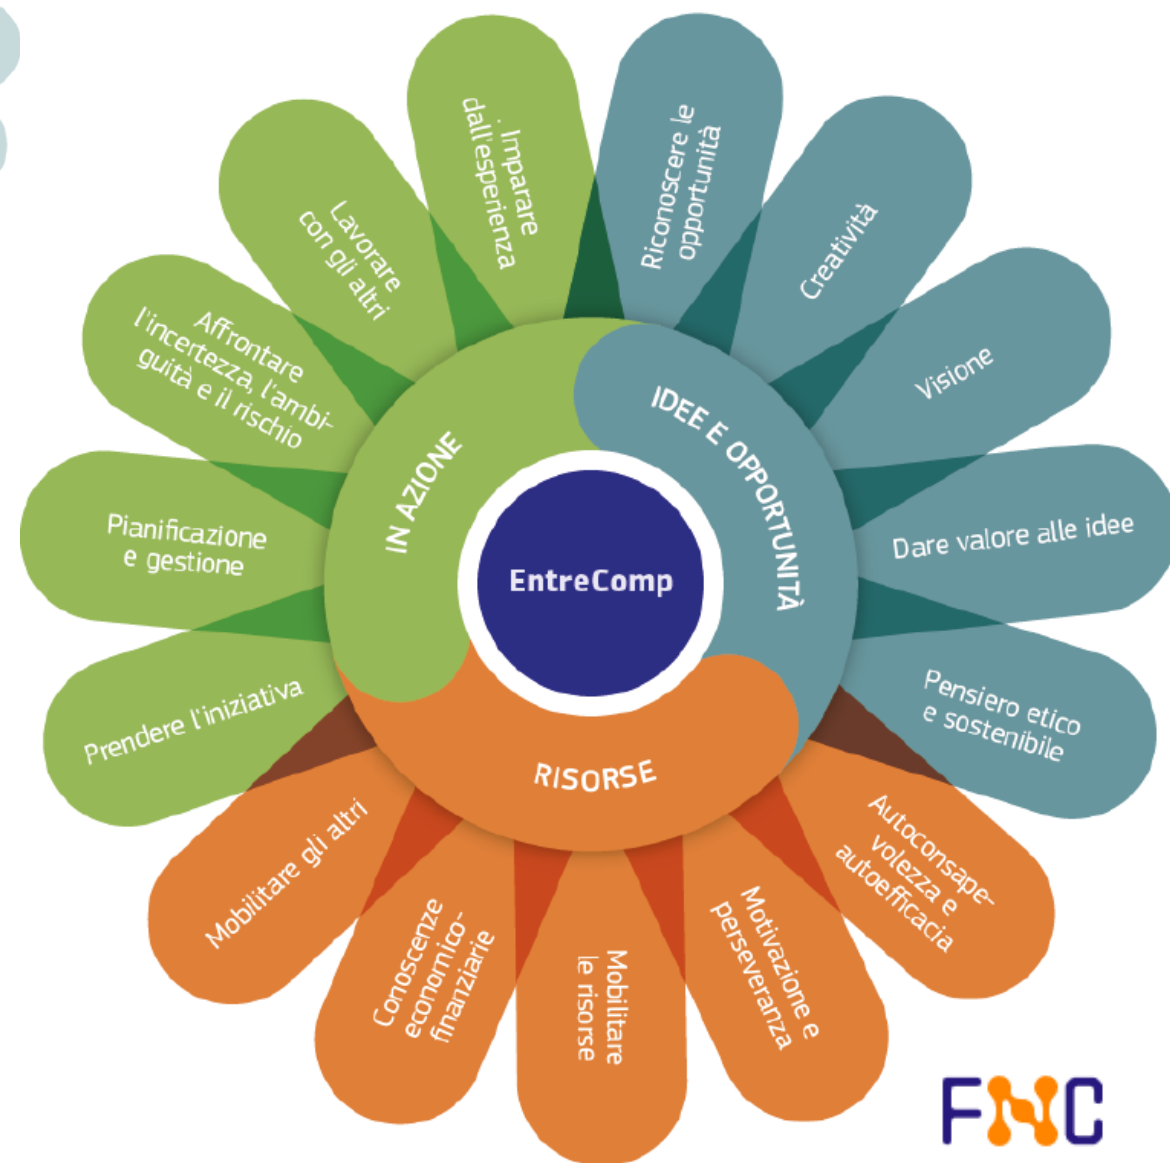 EntreComp
IDEE E OPPORTUNITÀ
Riconoscere le
opportunità
Creatività
Visione
Dare valore alle idee
Pensiero etico
e sostenibile
RISORSE
Autoconsape-
volezza e
autoefficacia
Motivazione e
perseveranza
Mobilitare
le risorse
Conoscenze
economico-
finanziarie
Mobilitare gli altri
IN AZIONE
Prendere l'iniziativa
Pianificazione
e gestione
Affrontare
l'incertezza, l'ambi-
guità e il rischio
Lavorare
con gli altri
Imparare
dall'esperienza
FNC